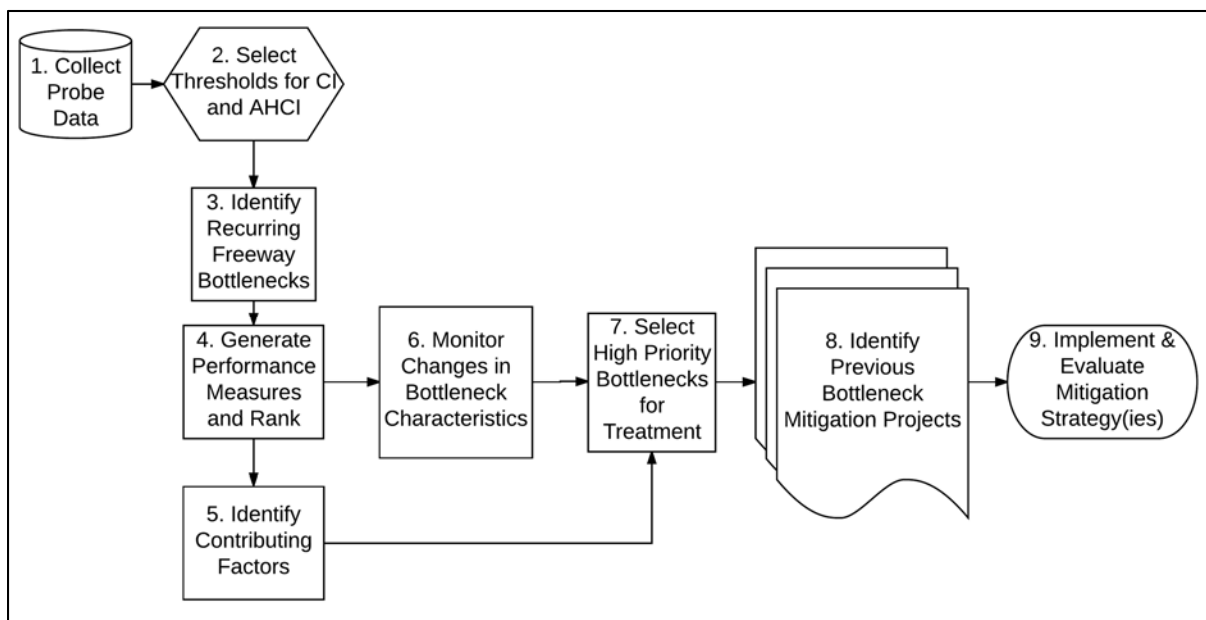 1. Collect
Probe
Data
2. Select
Thresholds for CI
and AHCI
3. Identify
Recurring
Freeway
Bottlenecks
4. Generate
Performance
Measures
and Rank
5. Identify
Contributing
Factors
6. Monitor
Changes in
Bottleneck
Characteristics
7. Select
High Priority
Bottlenecks
for
Treatment
8. Identify
Previous
Bottleneck
Mitigation Projects
9. Implement &
Evaluate
Mitigation
Strategy(ies)